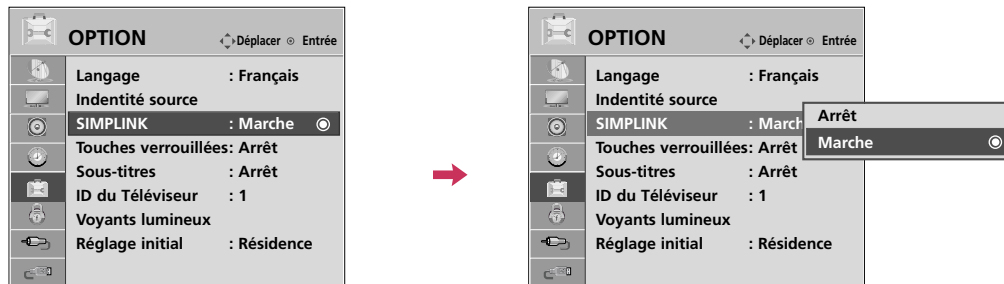 OPTION Déplacer Entrée
Langage : Français
Indentité source
SIMPLINK : Marche
Touches verrouillées: Arrêt
Sous-titres : Arrêt
ID du Téléviseur : 1
Voyants lumineux
Réglage initial : Résidence
OPTION Déplacer Entrée
Langage : Français
Indentité source
SIMPLINK : March
Touches verrouillées: Arrêt
Sous-titres : Arrêt
ID du Téléviseur : 1
Voyants lumineux
Réglage initial : Résidence
Arrêt
Marche